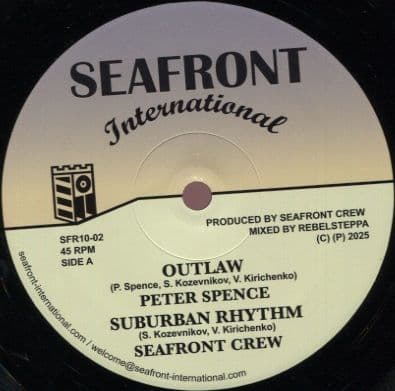 SEAFRONT
International
SFR10-02
45 RPM
SIDE A
PRODUCED BY SEAFRONT CREW
MIXED BY REBELSTEPPA
(C) (P) 2025
OUTLAW
(P. Spence, S. Kozevnikov, V. Kirichenko)
PETER SPENCE
SUBURBAN RHYTHM
(S. Kozevnikov, V. Kirichenko)
SEAFRONT CREW
seafront-international.com / welcome@seafront-international.com